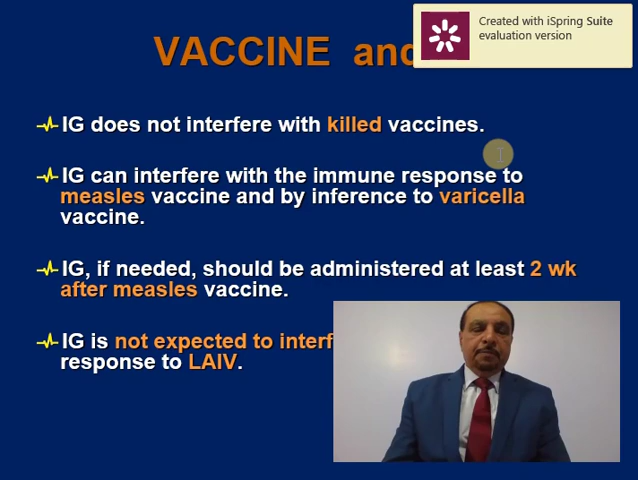 Created with iSpring Suite
evaluation version
VACCINE and
IG does not interfere with killed vaccines.
IG can interfere with the immune response to
measles vaccine and by inference to varicella
vaccine.
IG, if needed, should be administered at least 2 wk
after measles vaccine.
IG is not expected to
response to LAIV.